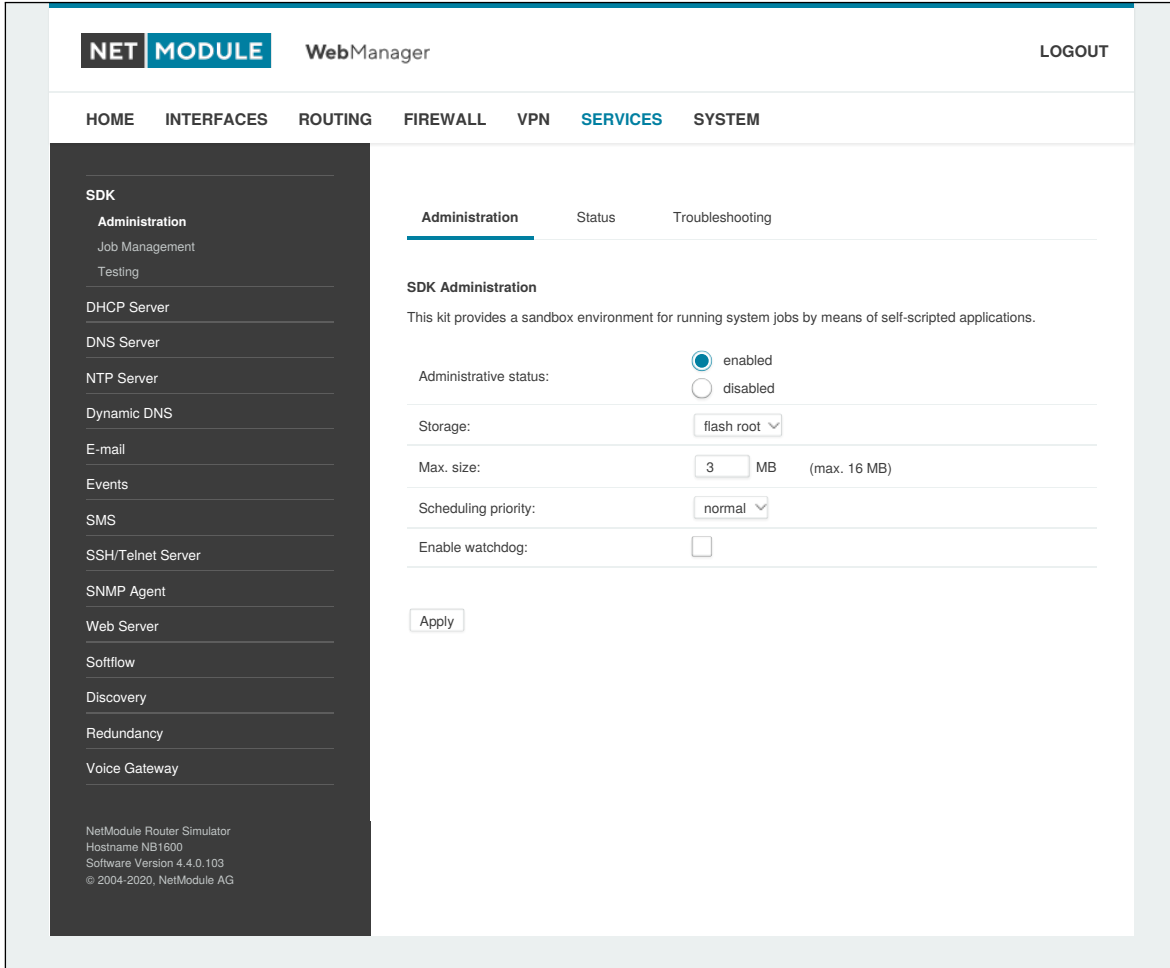 NET MODULE WebManager LOGOUT
HOME INTERFACES ROUTING FIREWALL VPN SERVICES SYSTEM
SDK
Administration
Job Management
Testing
DHCP Server
DNS Server
NTP Server
Dynamic DNS
E-mail
Events
SMS
SSH/Telnet Server
SNMP Agent
Web Server
Softflow
Discovery
Redundancy
Voice Gateway
NetModule Router Simulator
Hostname NB1600
Software Version 4.4.0.103
© 2004-2020, NetModule AG
Administration Status Troubleshooting
SDK Administration
This kit provides a sandbox environment for running system jobs by means of self-scripted applications.
Administrative status:
enabled
disabled
Storage: flash root
Max. size: 3 MB (max. 16 MB)
Scheduling priority: normal
Enable watchdog:
Apply